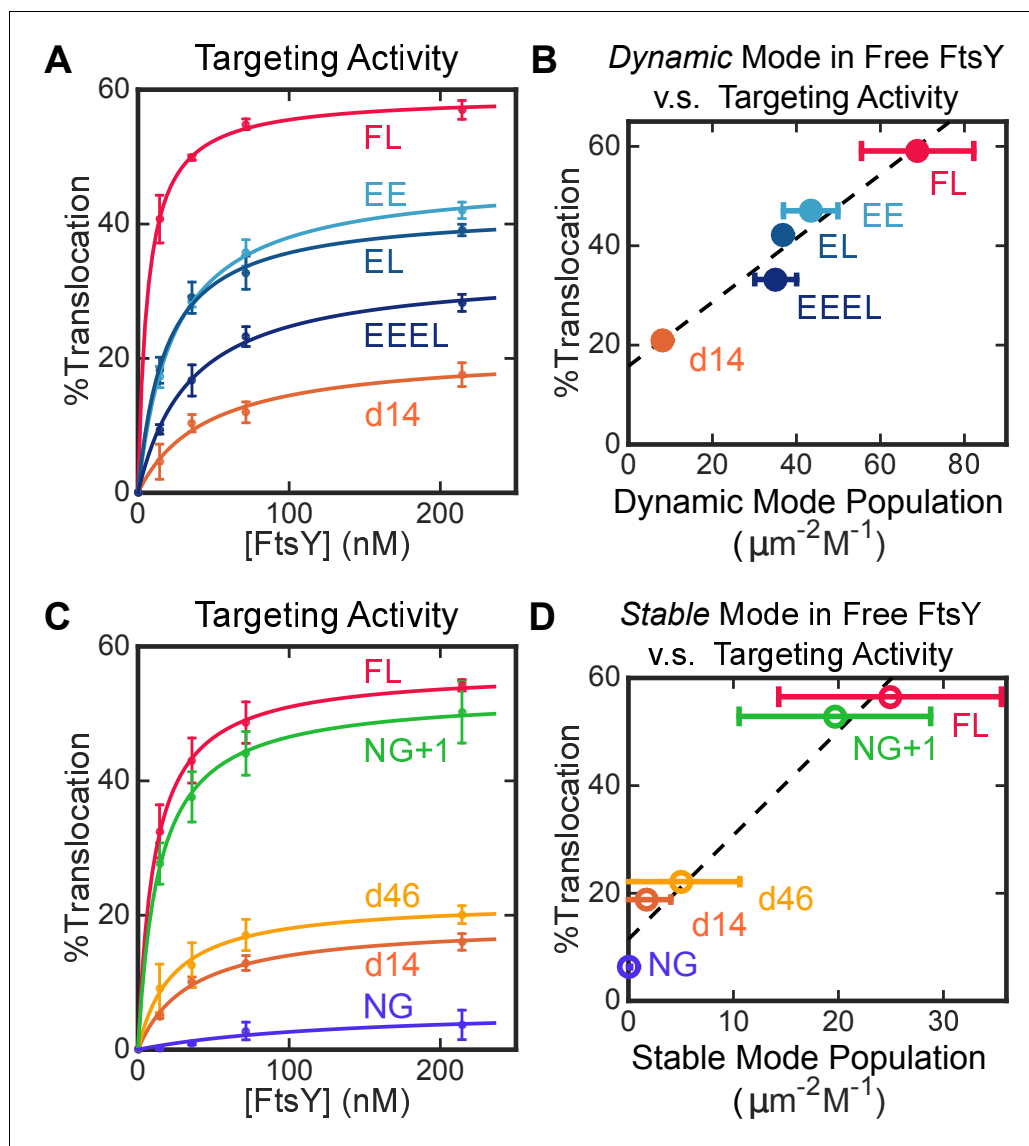 A
Targeting Activity
60
40
20
0
%Translocation
FL
EE
EL
EEEL
d14
0
100
200
[FtsY] (nM)
B
Dynamic Mode in Free FtsY
v.s. Targeting Activity
60
40
20
0
%Translocation
FL
EE
EL
EEEL
d14
0
20
40
60
80
Dynamic Mode Population
(μm⁻²M⁻¹)
C
Targeting Activity
60
40
20
0
%Translocation
FL
NG+1
d46
d14
NG
0
100
200
[FtsY] (nM)
D
Stable Mode in Free FtsY
v.s. Targeting Activity
60
40
20
0
%Translocation
FL
NG+1
d46
d14
NG
0
10
20
30
Stable Mode Population
(μm⁻²M⁻¹)